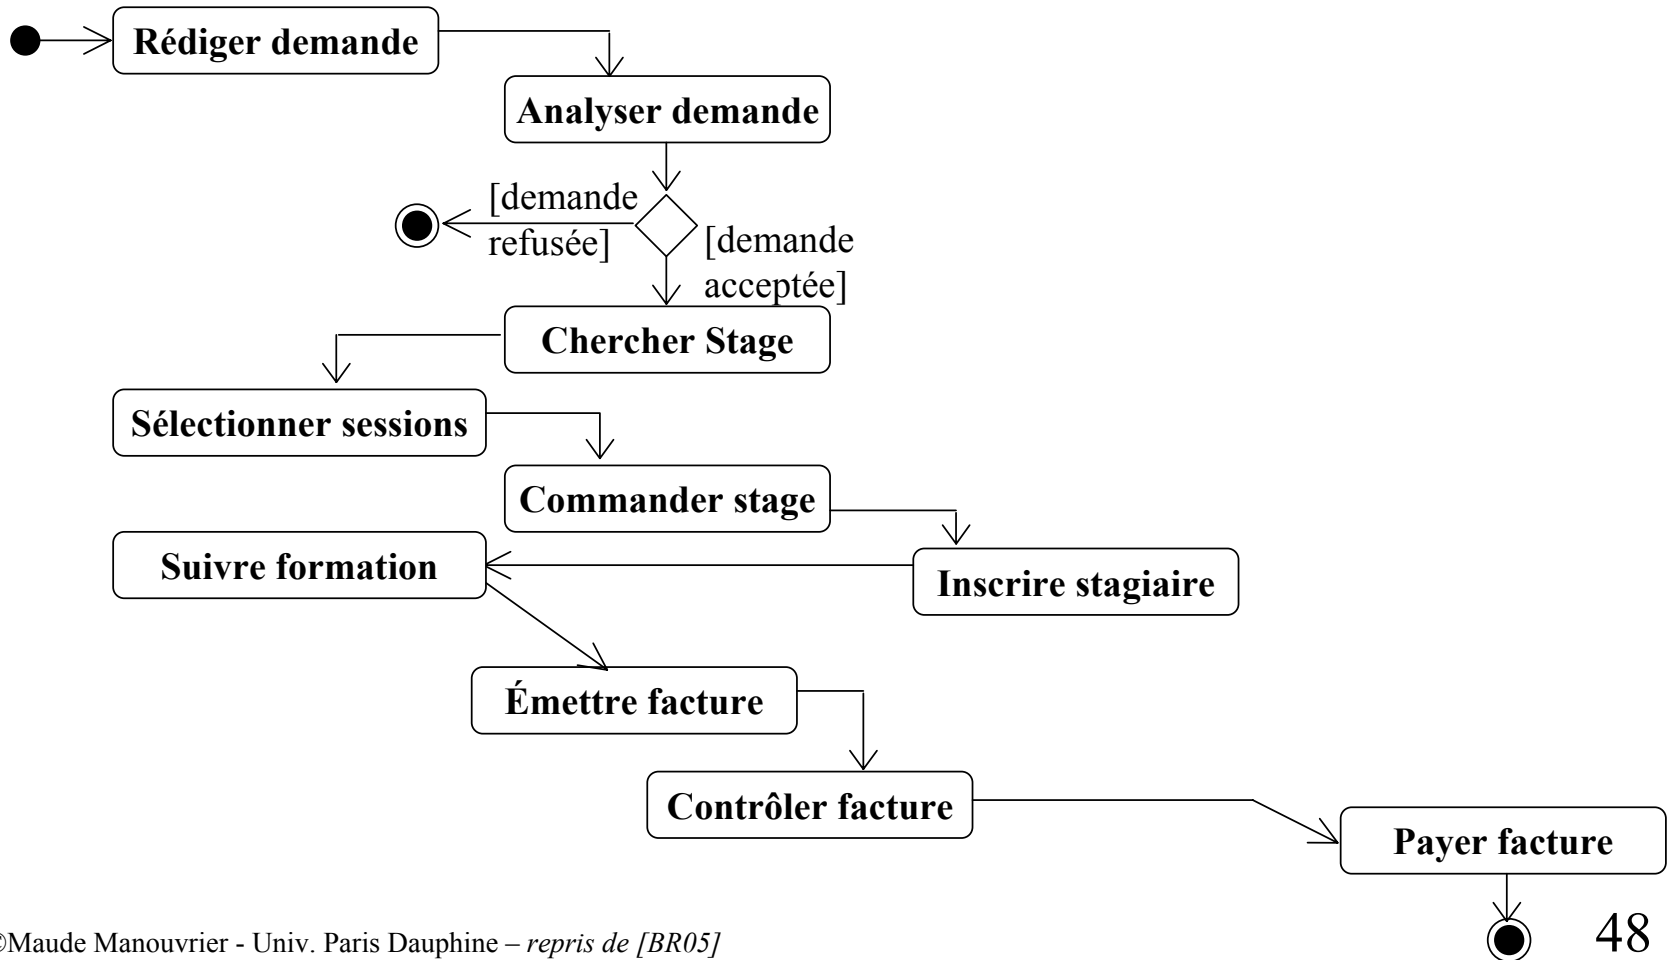 Rédiger demande
Analyser demande
[demande
refusée]
[demande
acceptée]
Chercher Stage
Sélectionner sessions
Commander stage
Suivre formation
Inscrire stagiaire
Émettre facture
Contrôler facture
Payer facture
©Maude Manouvrier - Univ. Paris Dauphine – repris de [BR05]
48